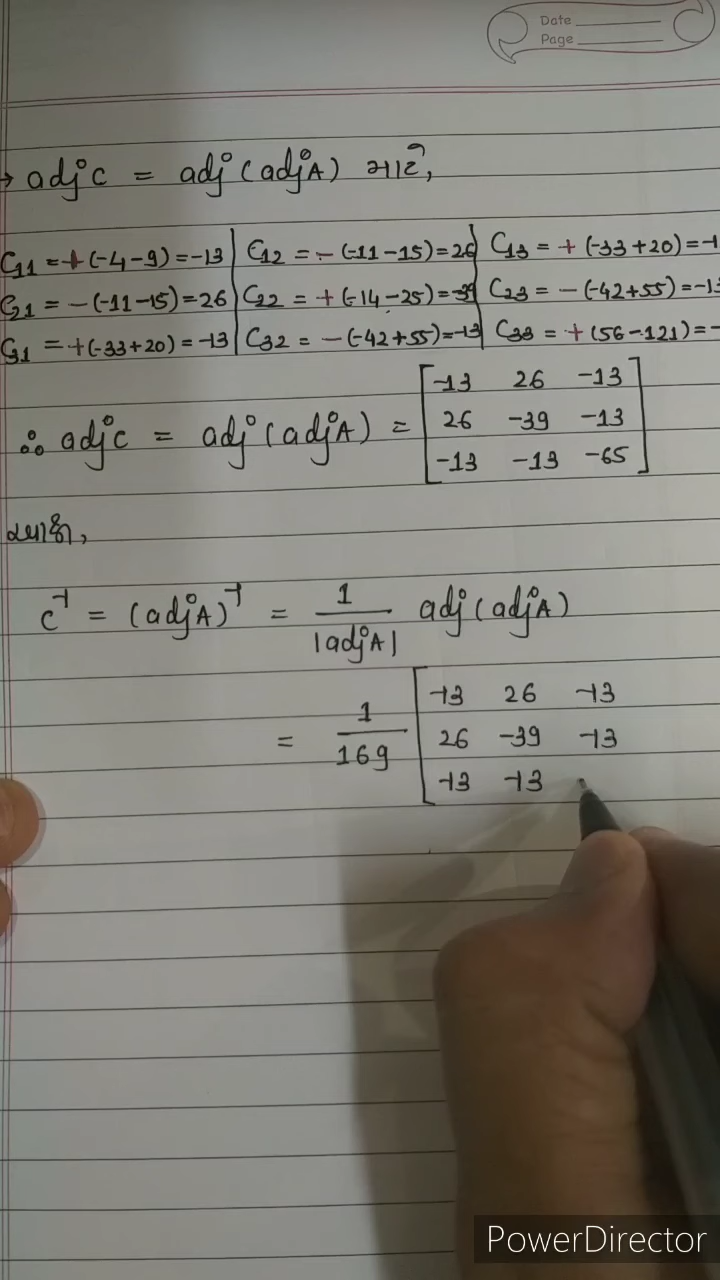 Date
Page
→ adj C = adj (adj A) માટે,
C11 = +(-4-9) = -13 | C12 = -(-11-15) = 26 | C13 = +(-33+20) = -1
C21 = -(-11-15) = 26 | C22 = +(-14-25) = -39 | C23 = -(-42+55) = -13
C31 = +(-33+20) = -13 | C32 = -(-42+55) = -13 | C33 = +(56-121) = -
∴ adj C = adj (adj A) = [-13 26 -13
26 -39 -13
-13 -13 -65]
C⁻¹ = (adj A)⁻¹ = 1/|adj A| adj (adj A)
= 1/169 [-13 26 -13
26 -39 -13
-13 -13
PowerDirector